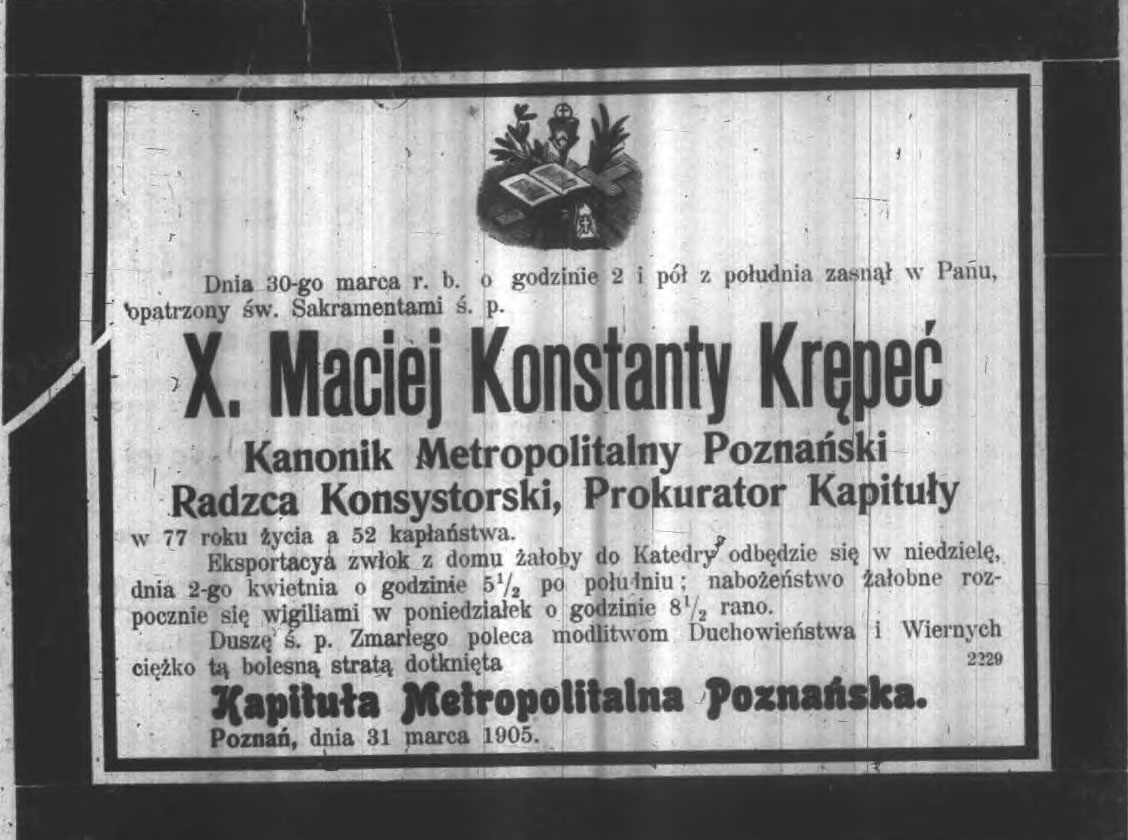 Dnia 30-go marca r. b. o godzinie 2 i pół z południa zasnął w Panu,
opatrzony św. Sakramentami ś. p.
X. Maciej Konstanty Krępeć
Kanonik Metropolitalny Poznański
Radzca Konsystorski, Prokurator Kapituły
w 77 roku życia a 52 kapłaństwa.
Eksportacya zwłok z domu żałoby do Katedry odbędzie się w niedzielę,
dnia 2-go kwietnia o godzinie 5½ po południu; nabożeństwo żałobne roz-
pocznie się wigiliami w poniedziałek o godzinie 8½ rano.
Duszę ś. p. Zmarłego poleca modlitwom Duchowieństwa i Wiernych
ciężko tą bolesną stratą dotknięta 2229
Kapituła Metropolitalna Poznańska.
Poznań, dnia 31 marca 1905.